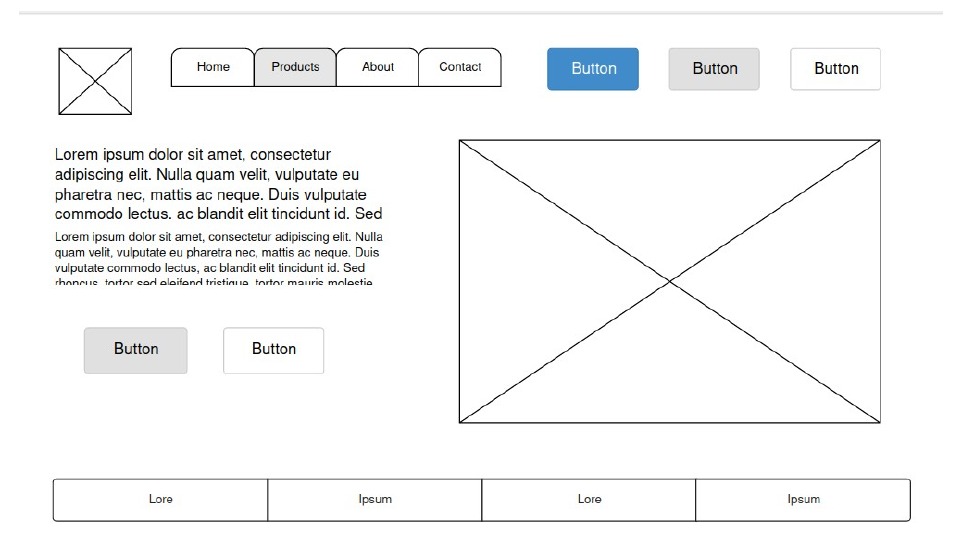 Home Products About Contact Button Button Button
Lorem ipsum dolor sit amet, consectetur
adipiscing elit. Nulla quam velit, vulputate eu
pharetra nec, mattis ac neque. Duis vulputate
commodo lectus. ac blandit elit tincidunt id. Sed
Lorem ipsum dolor sit amet, consectetur adipiscing elit. Nulla
quam velit, vulputate eu pharetra nec, mattis ac neque. Duis
vulputate commodo lectus, ac blandit elit tincidunt id. Sed
rhoncus, tortor sed eleifend tristique, tortor mauris molestie
Button Button
Lore Ipsum Lore Ipsum